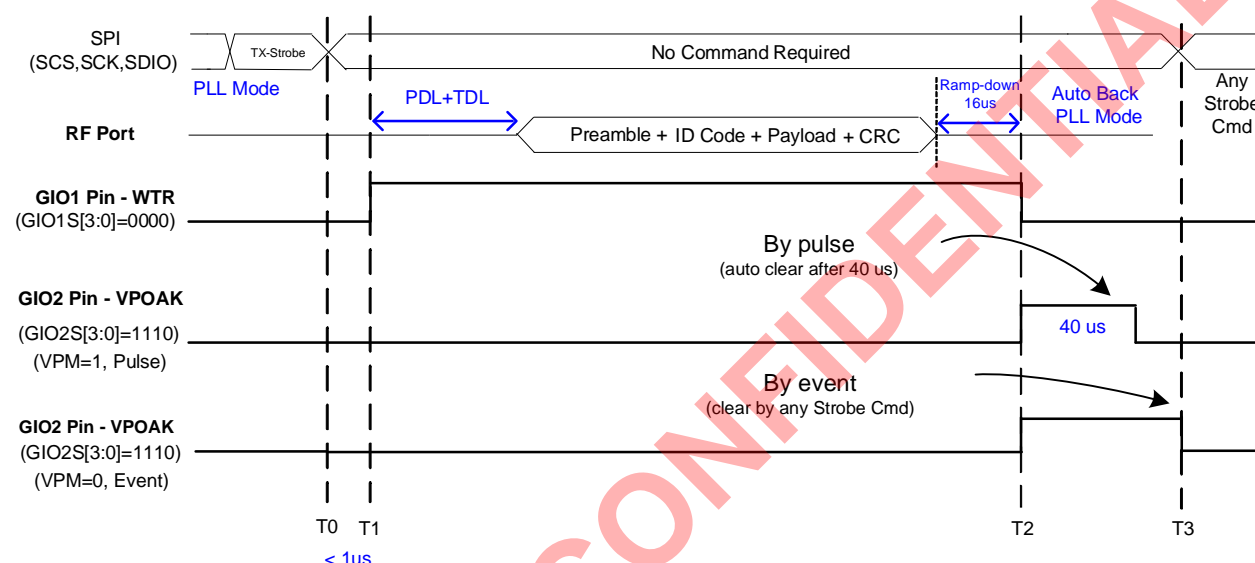 SPI
(SCS,SCK,SDIO)
TX-Strobe
No Command Required
PLL Mode
Any
Strobe
Cmd
PDL+TDL
Ramp-down
16us
Auto Back
PLL Mode
RF Port
Preamble + ID Code + Payload + CRC
GIO1 Pin - WTR
(GIO1S[3:0]=0000)
By pulse
(auto clear after 40 us)
GIO2 Pin - VPOAK
(GIO2S[3:0]=1110)
(VPM=1, Pulse)
40 us
By event
(clear by any Strobe Cmd)
GIO2 Pin - VPOAK
(GIO2S[3:0]=1110)
(VPM=0, Event)
T0 T1 T2 T3
< 1us
CONFIDENTIAL